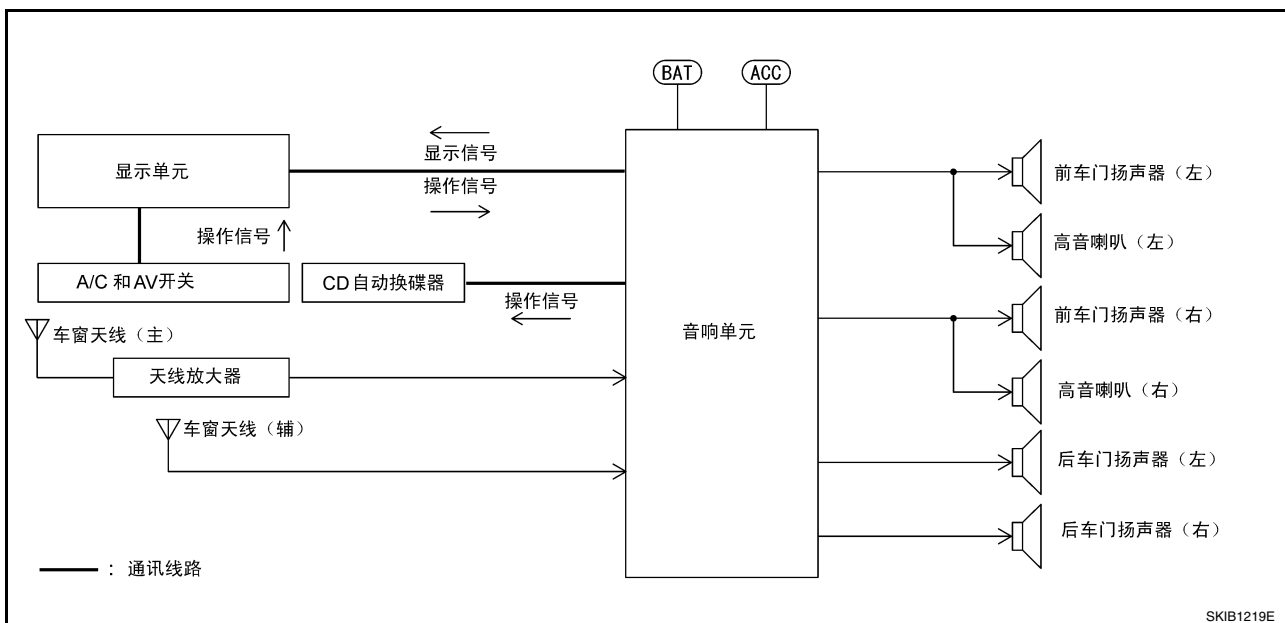 BAT
ACC
显示单元
显示信号
操作信号
操作信号
A/C 和AV开关
CD自动换碟器
操作信号
车窗天线（主）
天线放大器
车窗天线（辅）
音响单元
前车门扬声器（左）
高音喇叭（左）
前车门扬声器（右）
高音喇叭（右）
后车门扬声器（左）
后车门扬声器（右）
： 通讯线路
SKIB1219E